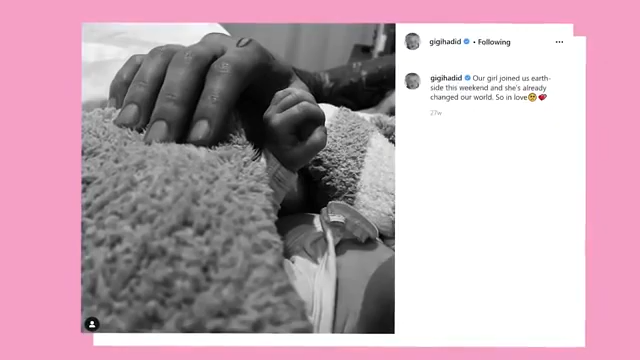 gigihadid • Following
gigihadid Our girl joined us earth-
side this weekend and she's already
changed our world. So in love🥺💕
27w